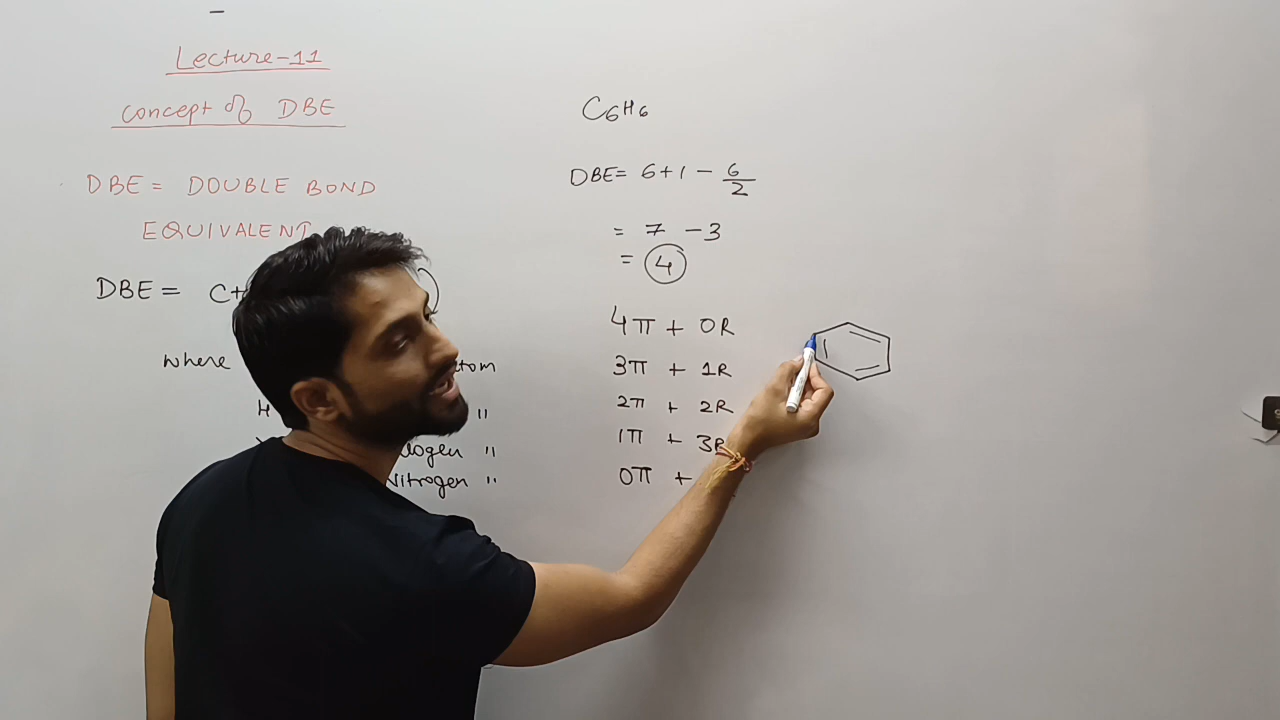 Lecture-11
Concept of DBE
DBE = DOUBLE BOND
EQUIVALENT
DBE = C+
where
H "
Nitrogen "
C6H6
DBE = 6+1 - 6/2
= 7 - 3
= 4
4π + 0R
3π + 1R
2π + 2R
1π + 3R
0π +